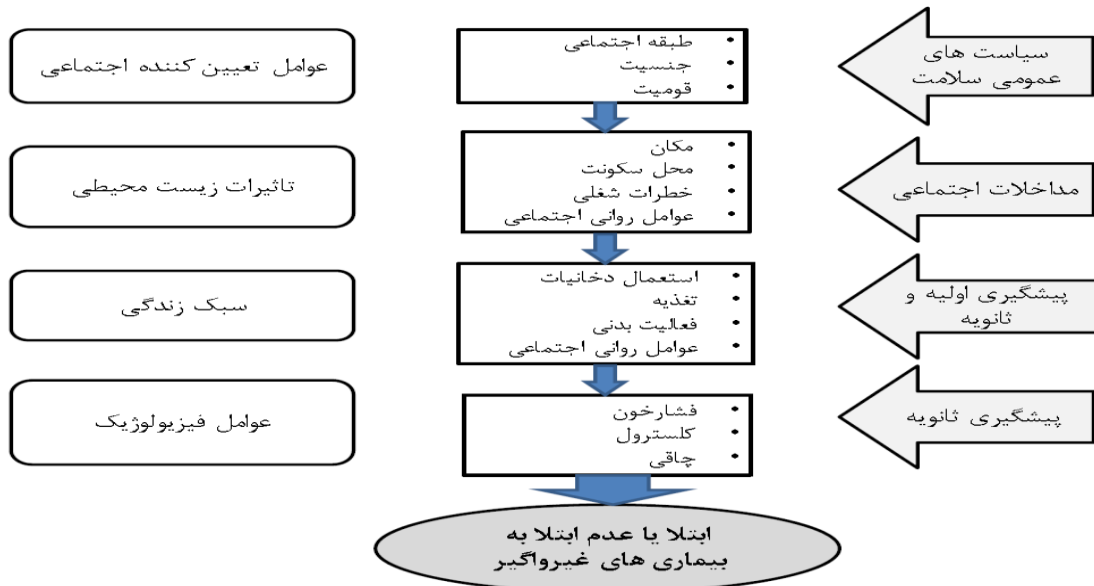 سیاست های
عمومی سلامت
• طبقه اجتماعی
• جنسیت
• قومیت
عوامل تعیین کننده اجتماعی
مداخلات اجتماعی
• مکان
• محل سکونت
• خطرات شغلی
• عوامل روانی اجتماعی
تاثیرات زیست محیطی
پیشگیری اولیه و
ثانویه
• استعمال دخانیات
• تغذیه
• فعالیت بدنی
• عوامل روانی اجتماعی
سبک زندگی
پیشگیری ثانویه
• فشارخون
• کلسترول
• چاقی
عوامل فیزیولوژیک
ابتلا یا عدم ابتلا به
بیماری های غیرواگیر